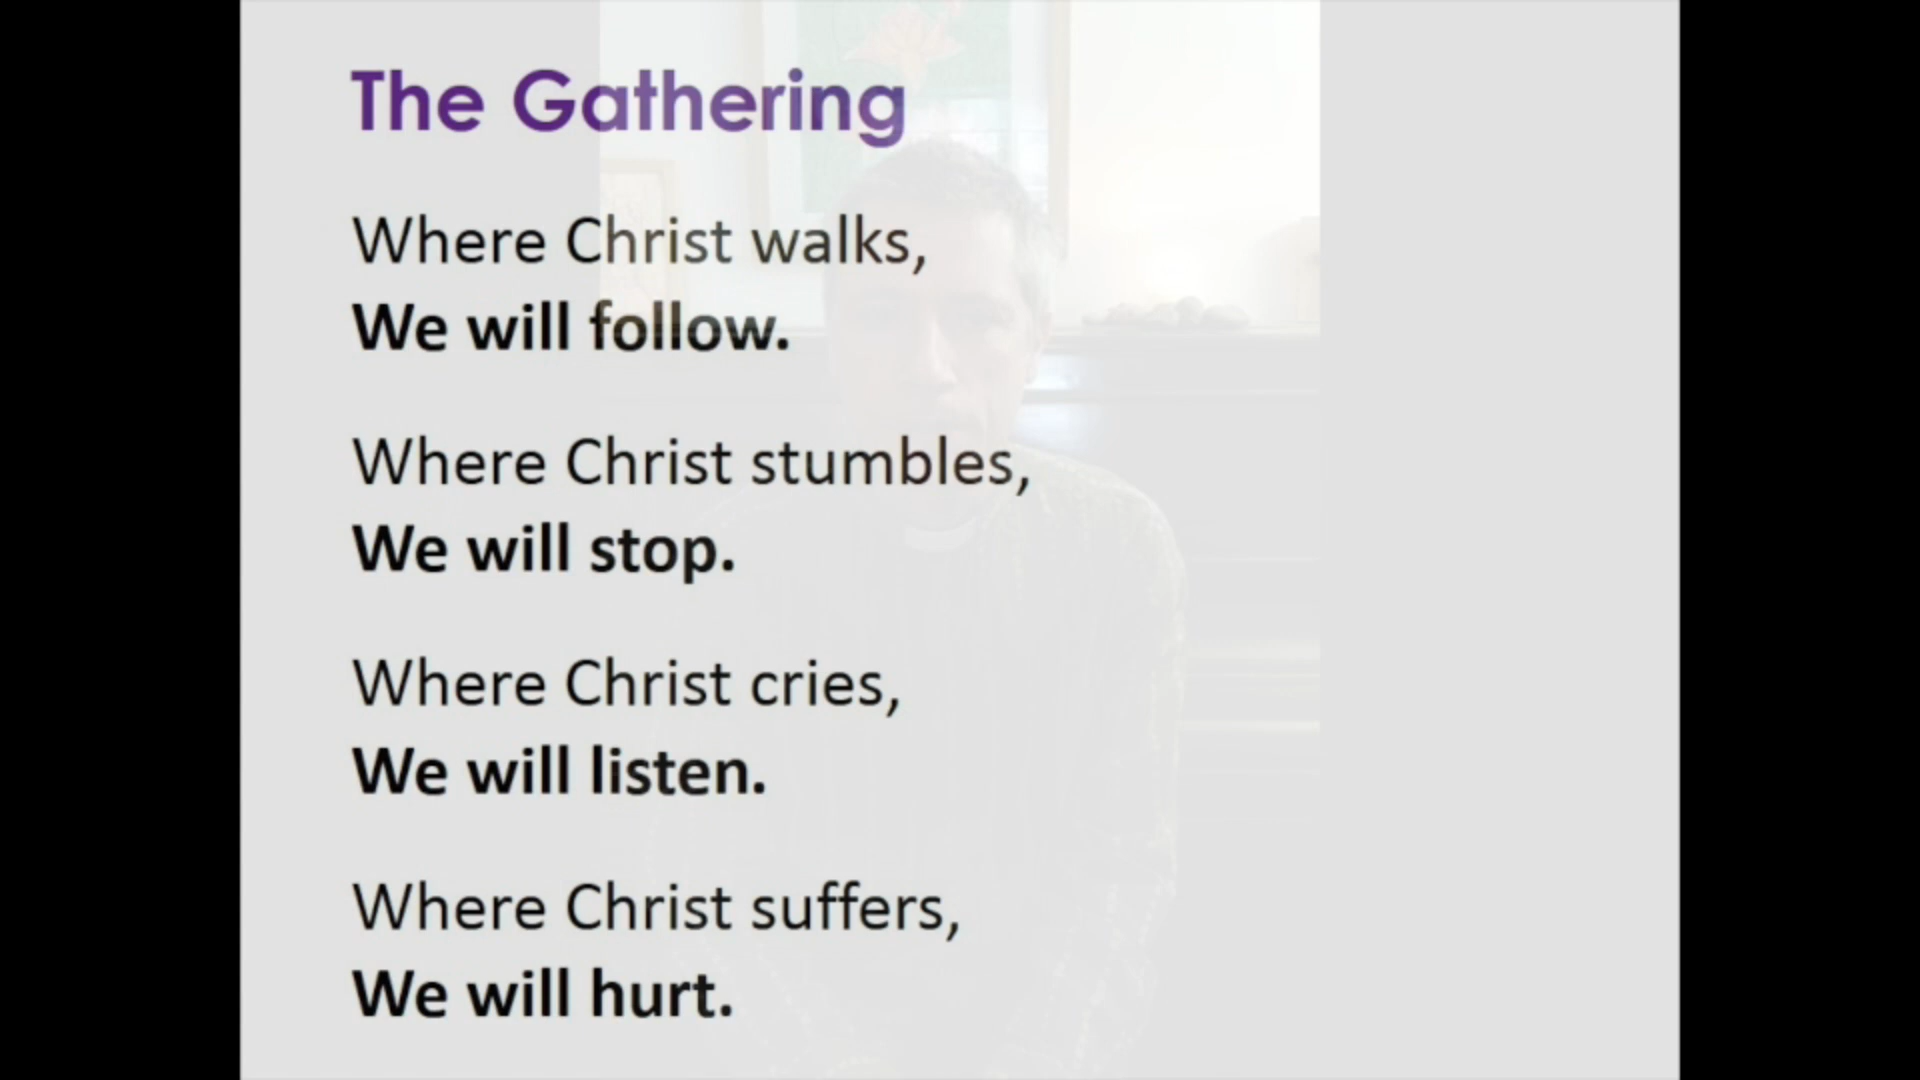 The Gathering
Where Christ walks,
We will follow.
Where Christ stumbles,
We will stop.
Where Christ cries,
We will listen.
Where Christ suffers,
We will hurt.